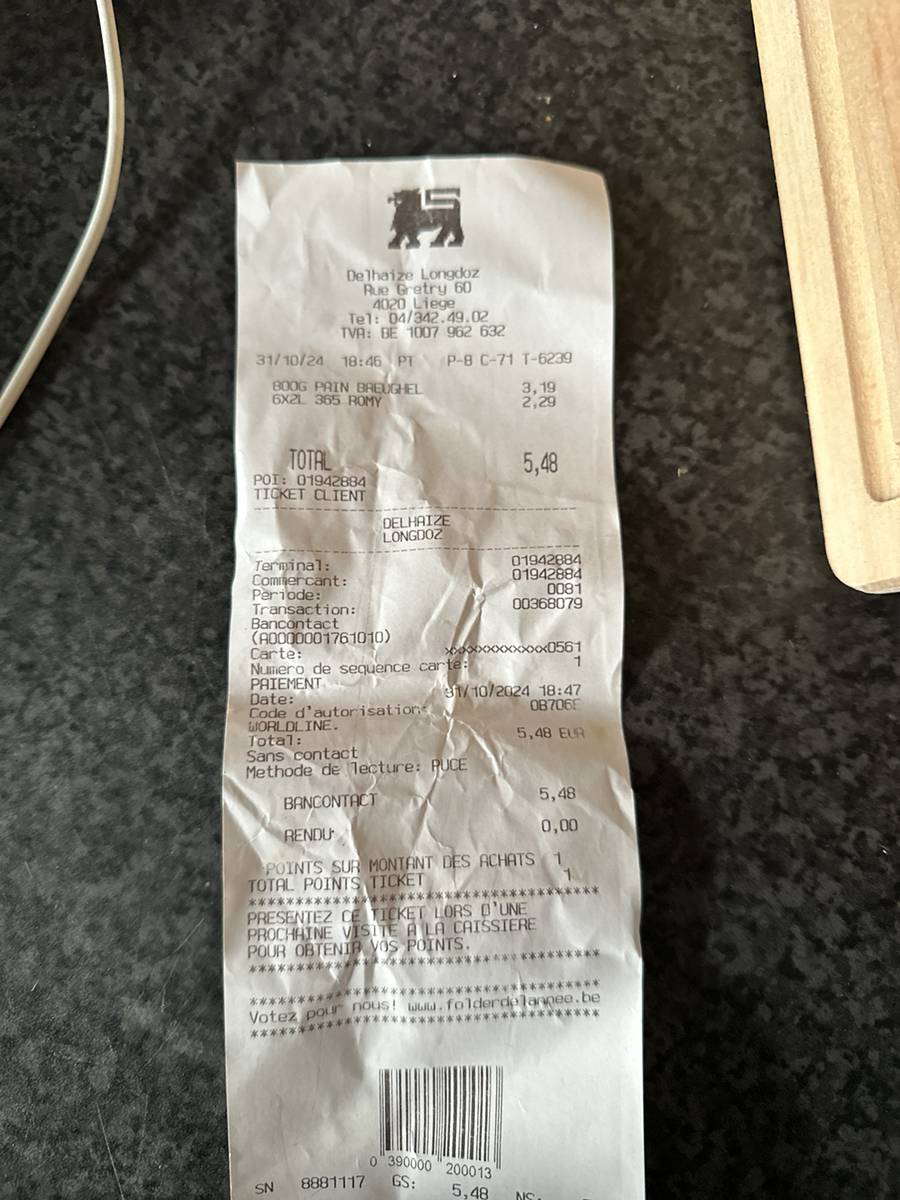 Delhaize Longdoz
Rue Gretry 60
4020 Liege
Tel: 04/342.49.02
TVA: BE 1007 962 632
31/10/24 18:46 PT P-8 C-71 T-6239
800G PAIN BREUGHEL 3,19
6X2L 365 ROMY 2,29
TOTAL 5,48
POI: 01942884
TICKET CLIENT
DELHAIZE
LONGDOZ
Terminal: 01942884
Commercant: 01942884
Periode: 0081
Transaction: 00368079
Bancontact
(A0000001761010)
Carte: xxxxxxxxxxxxx0561
Numero de sequence carte: 1
PAIEMENT
Date: 31/10/2024 18:47
Code d'autorisation: 0B706E
WORLDLINE.
Total: 5,48 EUR
Sans contact
Methode de lecture: PUCE
BANCONTACT 5,48
RENDU 0,00
POINTS SUR MONTANT DES ACHATS 1
TOTAL POINTS TICKET 1
****************************************
PRESENTEZ CE TICKET LORS D'UNE
PROCHAINE VISITE A LA CAISSIERE
POUR OBTENIR VOS POINTS.
****************************************
****************************************
Votez pour nous! www.folderdelannee.be
****************************************
0 390000 200013
SN 8881117 GS: 5,48 NS: